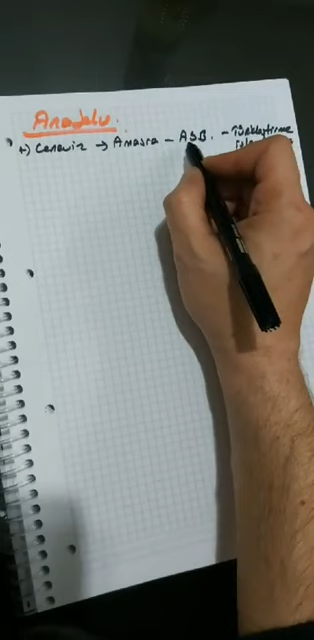 Anadolu
+) Ceneviz → Amasra - ASB. - Türkleştirme